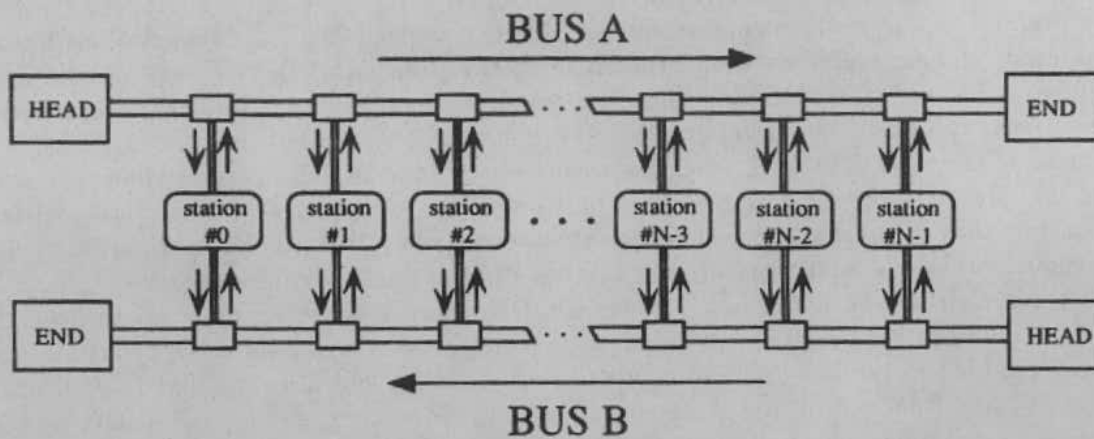 BUS A
HEAD
END
station station station . . . station station station
#0 #1 #2 #N-3 #N-2 #N-1
END
HEAD
BUS B